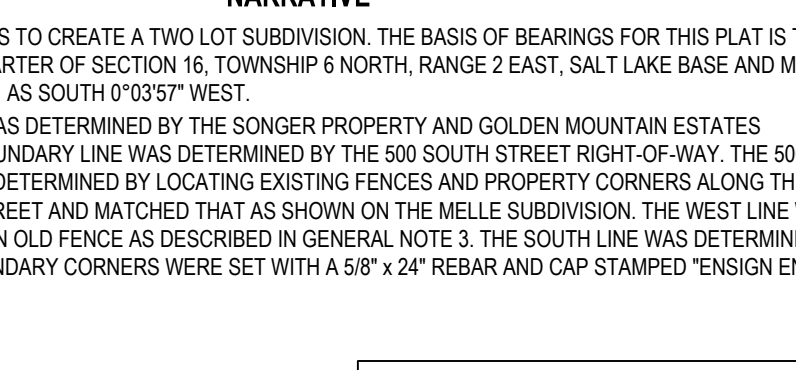 NARRATIVE
S TO CREATE A TWO LOT SUBDIVISION. THE BASIS OF BEARINGS FOR THIS PLAT IS T
ARTER OF SECTION 16, TOWNSHIP 6 NORTH, RANGE 2 EAST, SALT LAKE BASE AND M
AS SOUTH 0°03'57" WEST.
AS DETERMINED BY THE SONGER PROPERTY AND GOLDEN MOUNTAIN ESTATES
UNDARY LINE WAS DETERMINED BY THE 500 SOUTH STREET RIGHT-OF-WAY. THE 50
DETERMINED BY LOCATING EXISTING FENCES AND PROPERTY CORNERS ALONG TH
REET AND MATCHED THAT AS SHOWN ON THE MELLE SUBDIVISION. THE WEST LINE
N OLD FENCE AS DESCRIBED IN GENERAL NOTE 3. THE SOUTH LINE WAS DETERMIN
NDARY CORNERS WERE SET WITH A 5/8" x 24" REBAR AND CAP STAMPED "ENSIGN EN